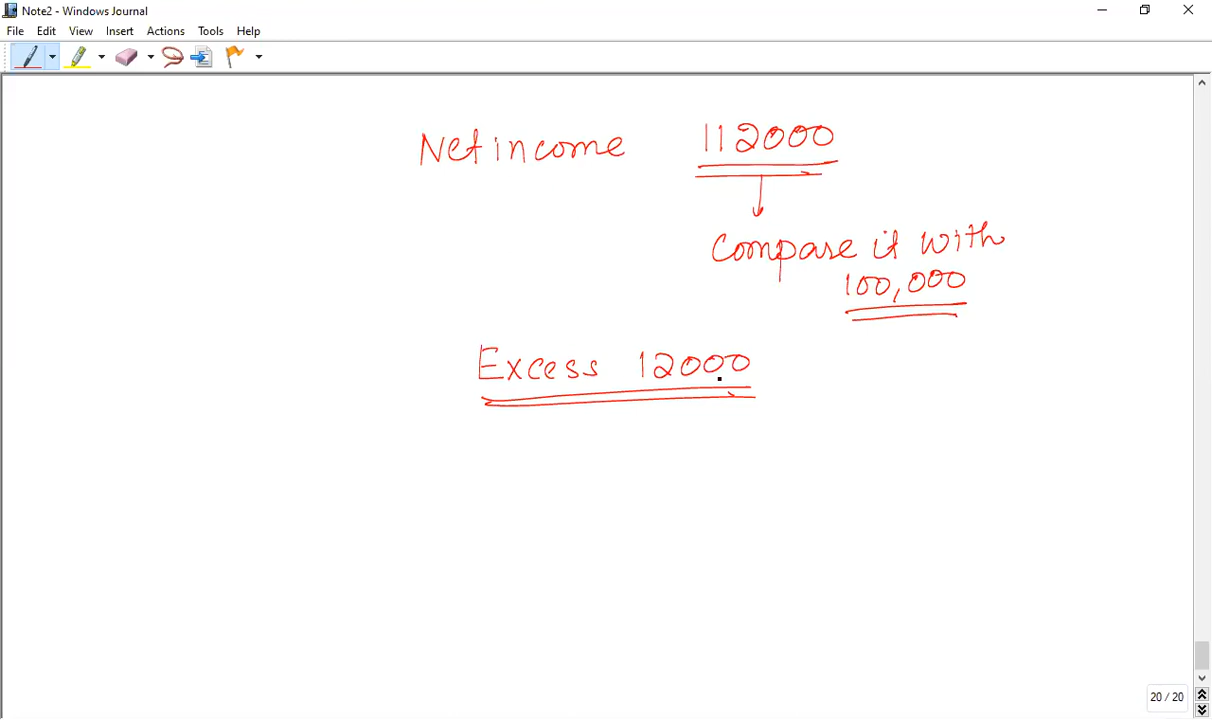 Note2 - Windows Journal
File Edit View Insert Actions Tools Help
Net income 112000
Compare it with
100,000
Excess 12000
20 / 20